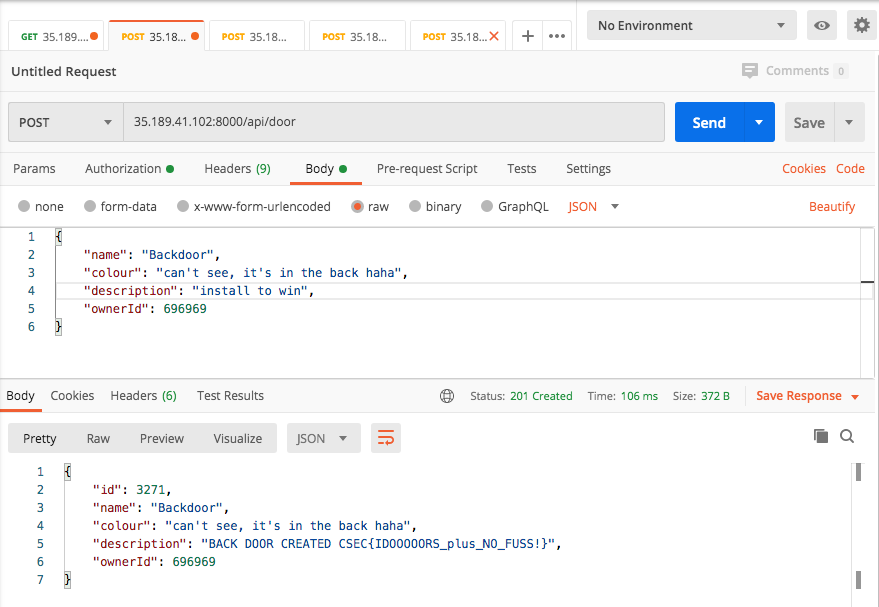 GET 35.189....
POST 35.18...
POST 35.18...
POST 35.18...
POST 35.18...
No Environment
Untitled Request
Comments 0
POST
35.189.41.102:8000/api/door
Send
Save
Params Authorization Headers (9) Body Pre-request Script Tests Settings Cookies Code
none form-data x-www-form-urlencoded raw binary GraphQL JSON Beautify
1 {
2 "name": "Backdoor",
3 "colour": "can't see, it's in the back haha",
4 "description": "install to win",
5 "ownerId": 696969
6 }
Body Cookies Headers (6) Test Results Status: 201 Created Time: 106 ms Size: 372 B Save Response
Pretty Raw Preview Visualize JSON
1 {
2 "id": 3271,
3 "name": "Backdoor",
4 "colour": "can't see, it's in the back haha",
5 "description": "BACK DOOR CREATED CSEC{IDOOOOORS_plus_NO_FUSS!}",
6 "ownerId": 696969
7 }